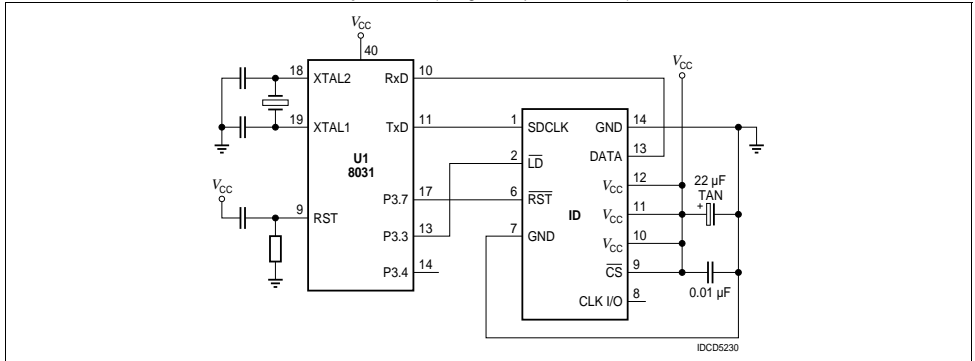 VCC
40
18 XTAL2
RxD 10
19 XTAL1
TxD 11
U1
8031
VCC
9 RST
P3.7 17
P3.3 13
P3.4 14
VCC
1 SDCLK
GND 14
2 LD
DATA 13
VCC 12
6 RST
VCC 11
ID
7 GND
VCC 10
CS 9
CLK I/O 8
22 µF
TAN
+
0.01 µF
IDCD5230